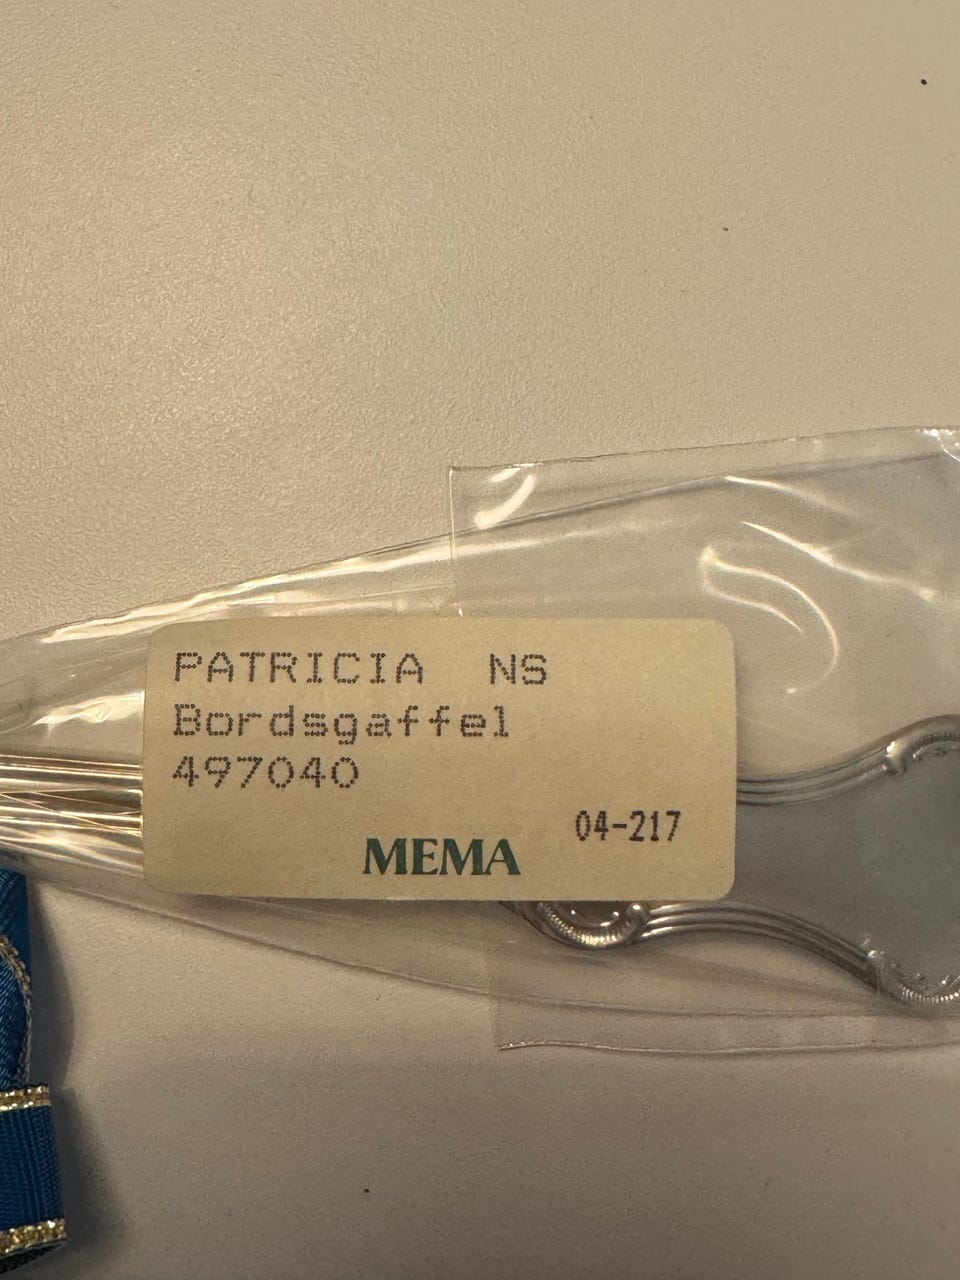 PATRICIA NS
Bordsgaffel
497040
04-217
MEMA